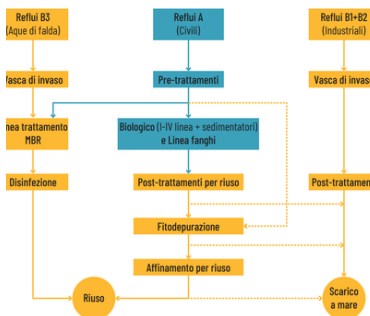 Reflui B3
(Aque di falda)
Reflui A
(Civili)
Reflui B1+B2
(Industriali)
Vasca di invaso
Pre-trattamenti
Vasca di invaso
nea trattamento
MBR
Biologico (I-IV linea + sedimentatori)
e Linea fanghi
Disinfezione
Post-trattamenti per riuso
Post-trattamen
Fitodepurazione
Affinamento per riuso
Riuso
Scarico
a mare